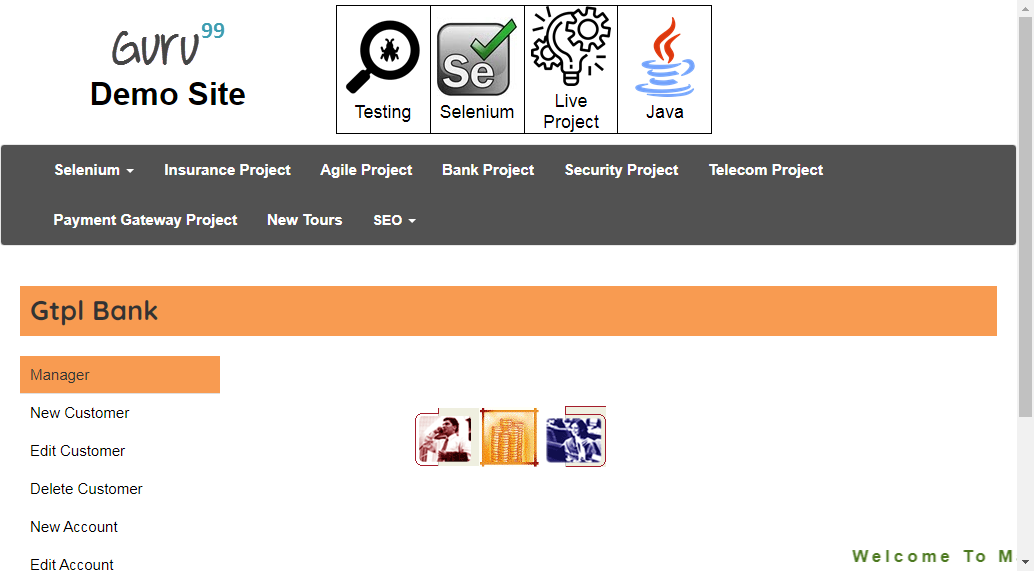 Guru99
Demo Site
Se
Testing
Selenium
Live
Project
Java
Selenium
Insurance Project
Agile Project
Bank Project
Security Project
Telecom Project
Payment Gateway Project
New Tours
SEO
Gtpl Bank
Manager
New Customer
Edit Customer
Delete Customer
New Account
Edit Account
Welcome To